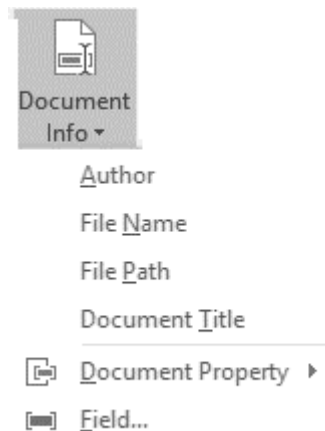 Document
Info
Author
File Name
File Path
Document Title
Document Property
Field...